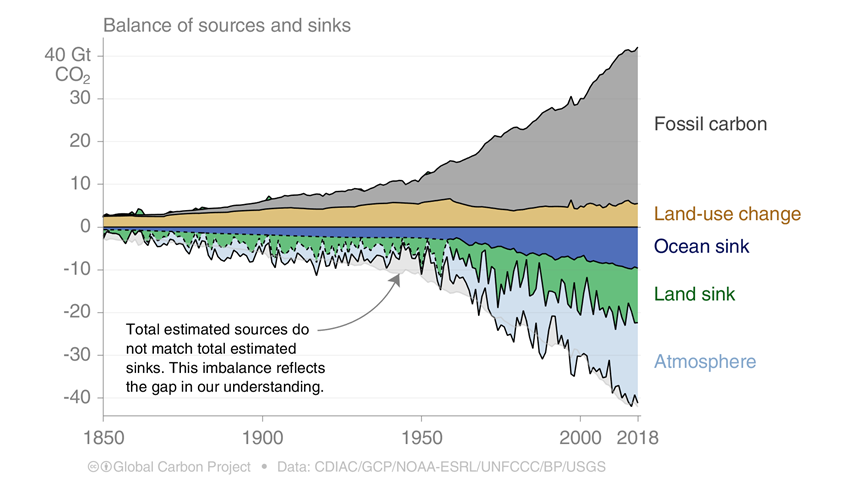 Balance of sources and sinks
40 Gt
CO₂
30
20
10
0
-10
-20
-30
-40
Fossil carbon
Land-use change
Ocean sink
Land sink
Atmosphere
Total estimated sources do
not match total estimated
sinks. This imbalance reflects
the gap in our understanding.
1850 1900 1950 2000 2018
Global Carbon Project • Data: CDIAC/GCP/NOAA-ESRL/UNFCCC/BP/USGS